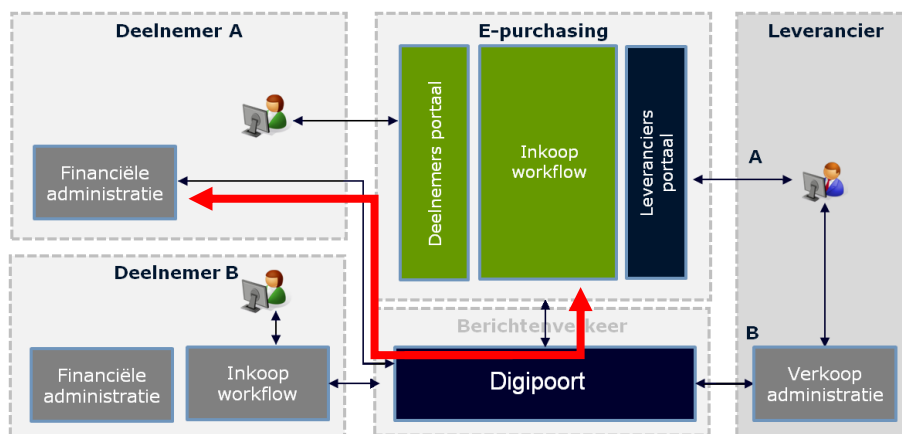 Deelnemer A
E-purchasing
Leverancier
Deelnemers portaal
Inkoop
workflow
Leveranciers
portaal
A
Financiële
administratie
Deelnemer B
Berichtenverkeer
B
Financiële
administratie
Inkoop
workflow
Digipoort
Verkoop
administratie